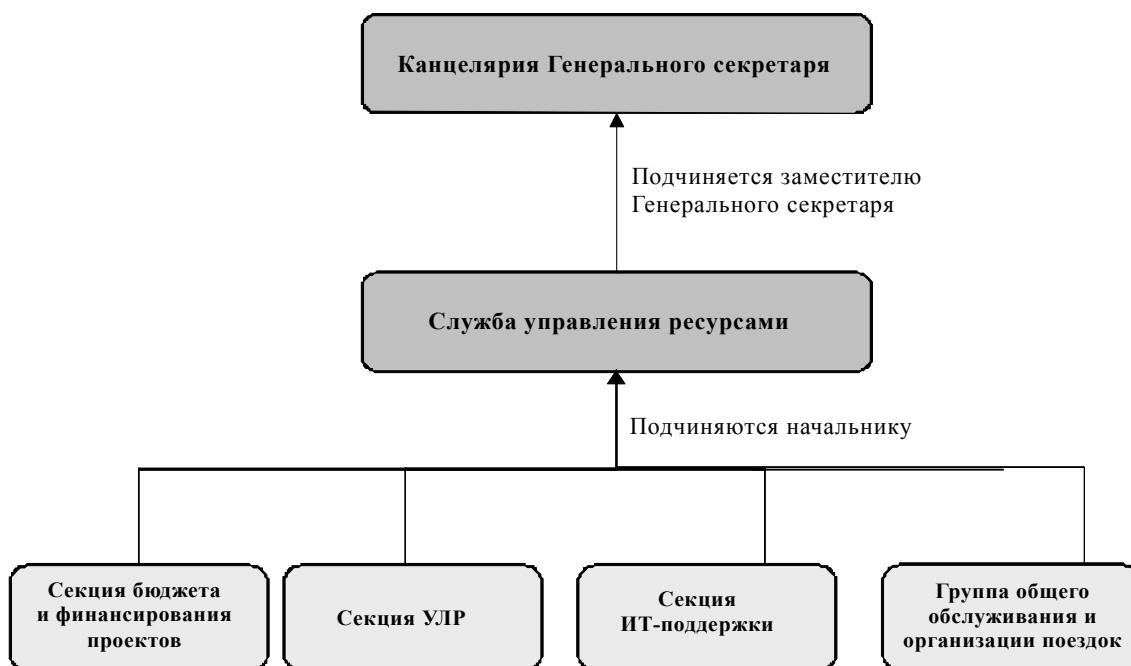 Канцелярия Генерального секретаря
Подчиняется заместителю
Генерального секретаря
Служба управления ресурсами
Подчиняются начальнику
Секция бюджета
и финансирования
проектов
Секция УЛР
Секция
ИТ-поддержки
Группа общего
обслуживания и
организации поездок